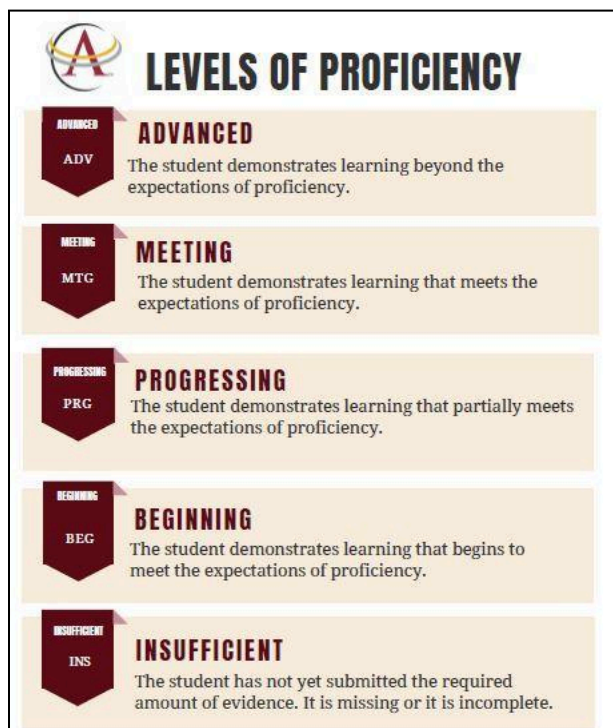 A
LEVELS OF PROFICIENCY
ADVANCED
ADV
ADVANCED
The student demonstrates learning beyond the
expectations of proficiency.
MEETING
MTG
MEETING
The student demonstrates learning that meets the
expectations of proficiency.
PROGRESSING
PRG
PROGRESSING
The student demonstrates learning that partially meets
the expectations of proficiency.
BEGINNING
BEG
BEGINNING
The student demonstrates learning that begins to
meet the expectations of proficiency.
INSUFFICIENT
INS
INSUFFICIENT
The student has not yet submitted the required
amount of evidence. It is missing or it is incomplete.